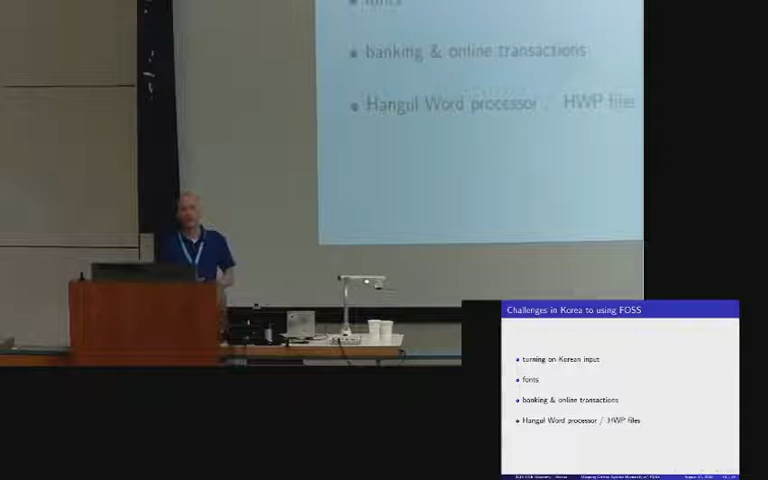 fonts
banking & online transactions
Hangul Word processor / HWP files
Challenges in Korea to using FOSS
turning on Korean input
fonts
banking & online transactions
Hangul Word processor / HWP files